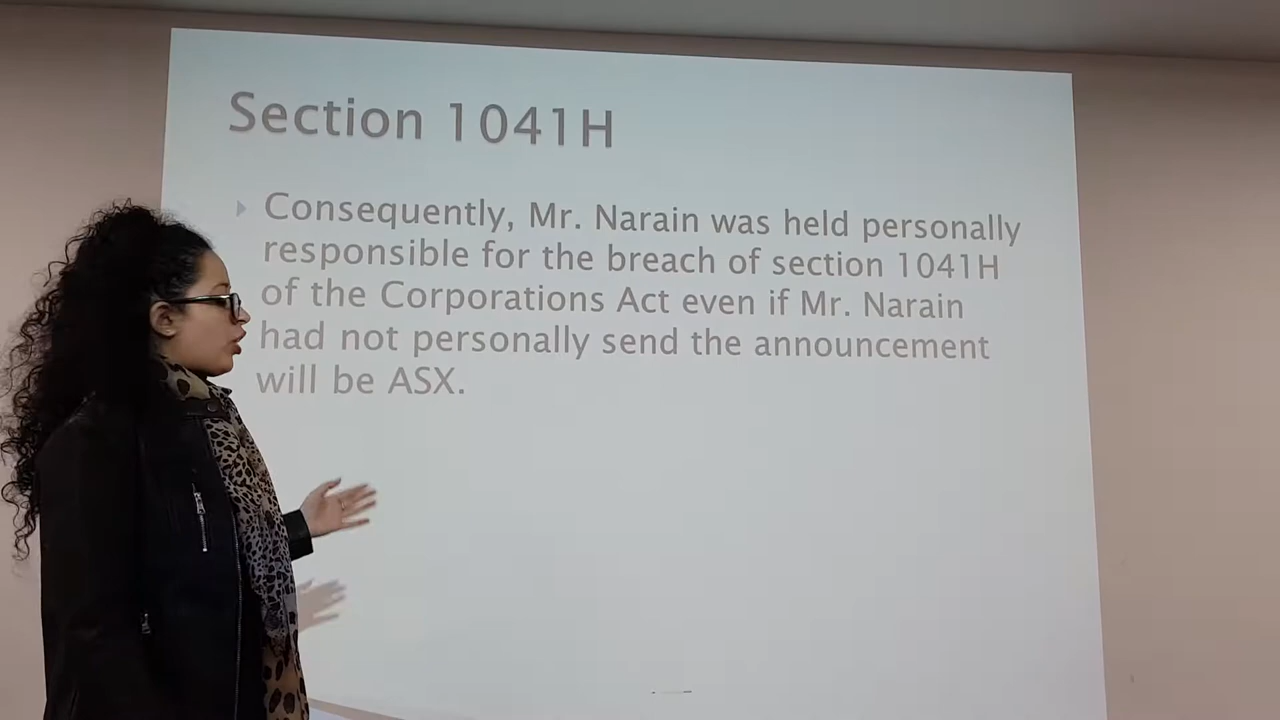 Section 1041H
Consequently, Mr. Narain was held personally
responsible for the breach of section 1041H
of the Corporations Act even if Mr. Narain
had not personally send the announcement
will be ASX.